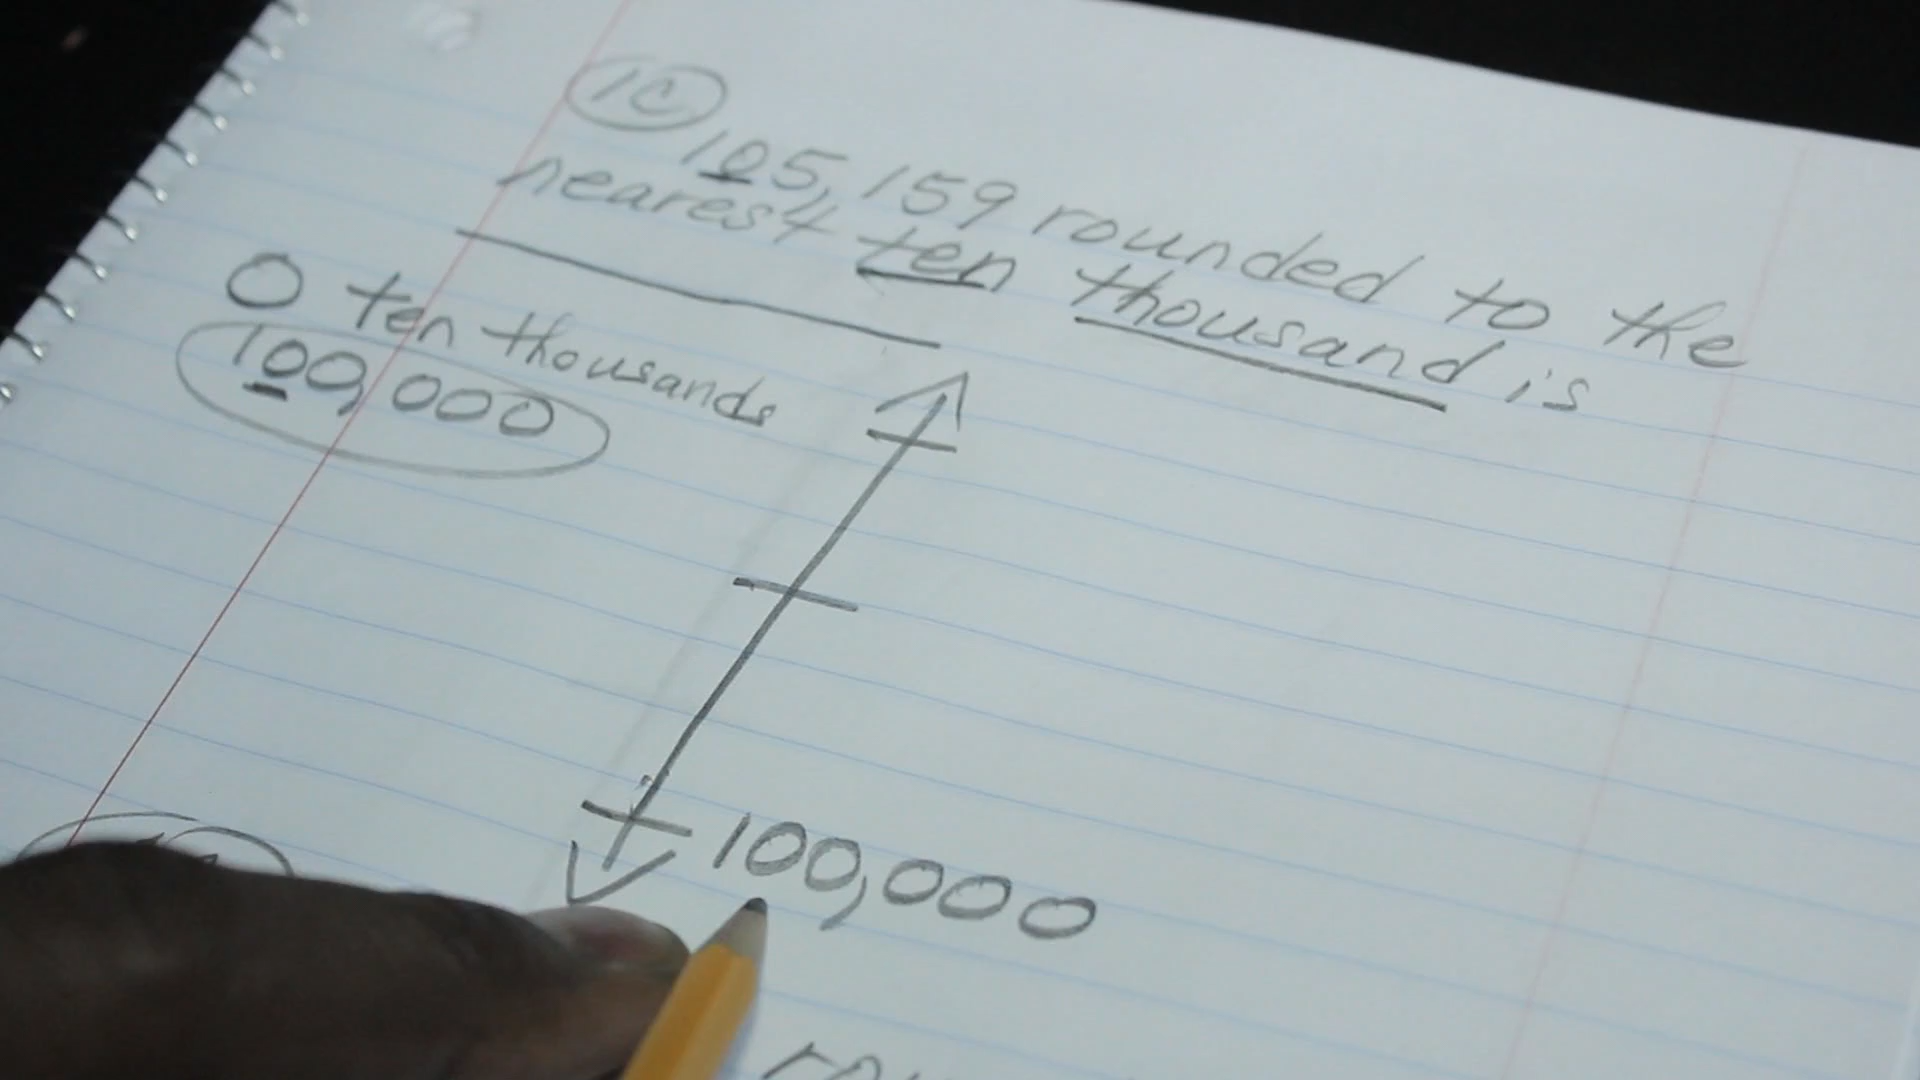 10
105,159 rounded to the
nearest ten thousand is
0 ten thousands
100,000
100,000